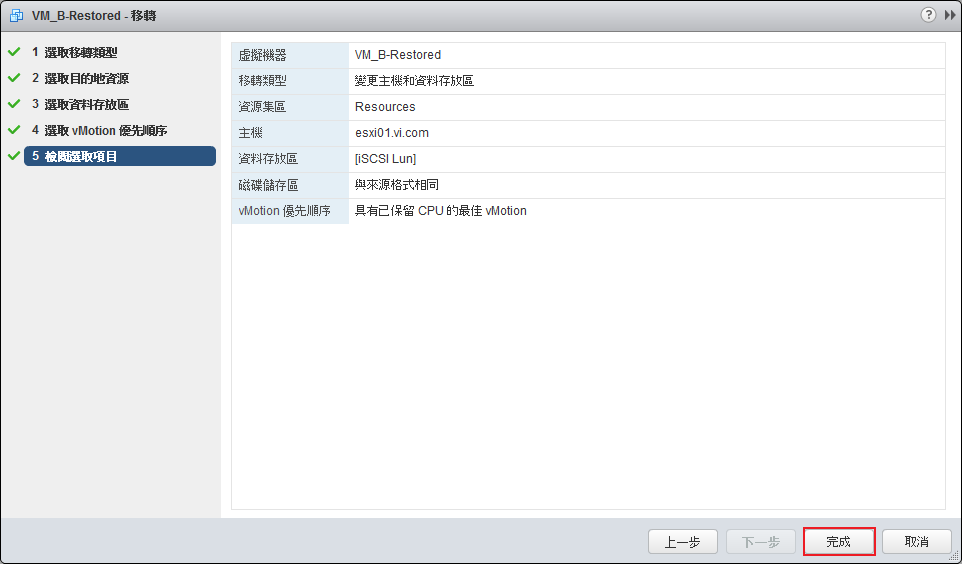 VM_B-Restored - 移轉
1 選取移轉類型
2 選取目的地資源
3 選取資料存放區
4 選取 vMotion 優先順序
5 檢閱選取項目
虛擬機器 VM_B-Restored
移轉類型 變更主機和資料存放區
資源集區 Resources
主機 esxi01.vi.com
資料存放區 [iSCSI Lun]
磁碟儲存區 與來源格式相同
vMotion 優先順序 具有已保留 CPU 的最佳 vMotion
上一步 下一步 完成 取消